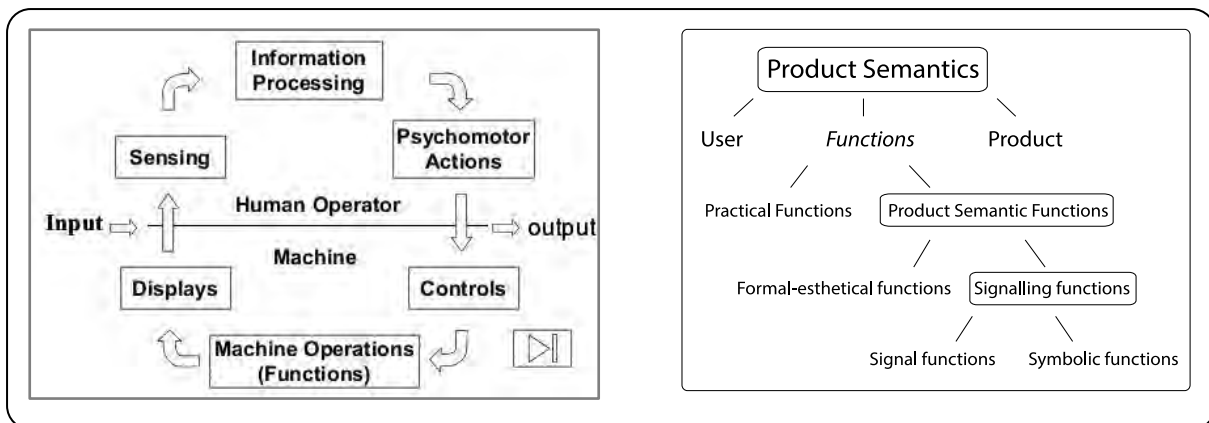 Information
Processing
Sensing
Psychomotor
Actions
Input
Human Operator
output
Machine
Displays
Controls
Machine Operations
(Functions)
Product Semantics
User
Functions
Product
Practical Functions
Product Semantic Functions
Formal-esthetical functions
Signalling functions
Signal functions
Symbolic functions